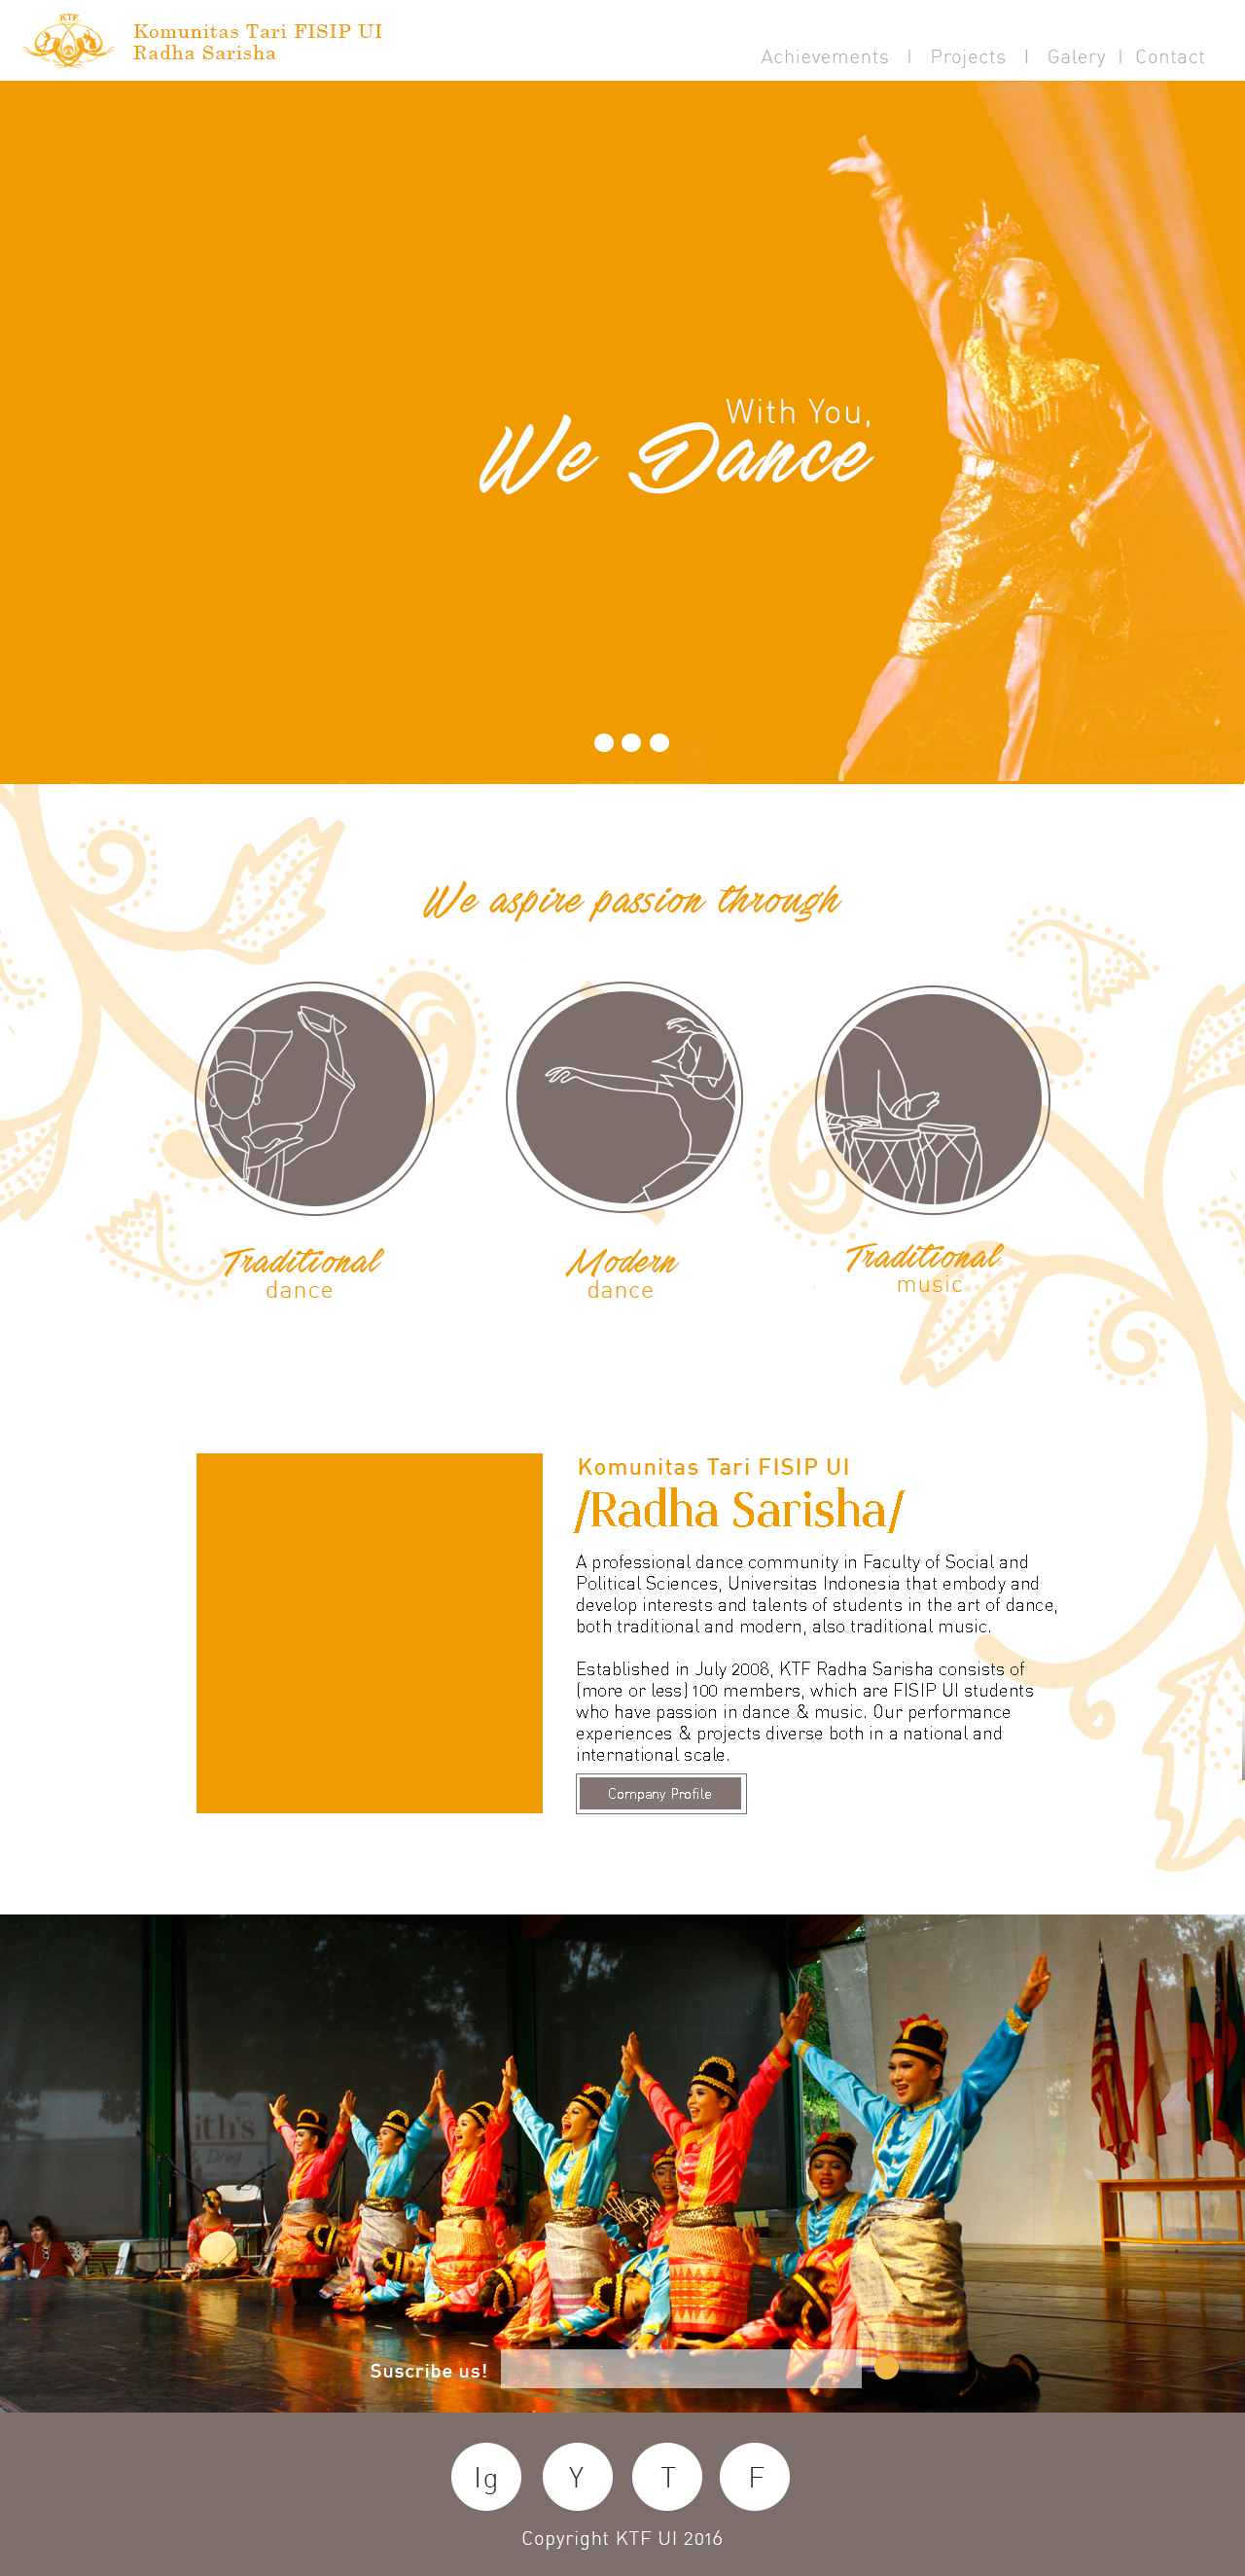 KTF
Komunitas Tari FISIP UI
Radha Sarisha
Achievements | Projects | Galery | Contact
With You,
We Dance
We aspire passion through
Traditional
dance
Modern
dance
Traditional
music
Komunitas Tari FISIP UI
/Radha Sarisha/
A professional dance community in Faculty of Social and
Political Sciences, Universitas Indonesia that embody and
develop interests and talents of students in the art of dance,
both traditional and modern, also traditional music.
Established in July 2008, KTF Radha Sarisha consists of
(more or less) 100 members, which are FISIP UI students
who have passion in dance & music. Our performance
experiences & projects diverse both in a national and
international scale.
Company Profile
ith's
Drug
Suscribe us!
Ig Y T F
Copyright KTF UI 2016